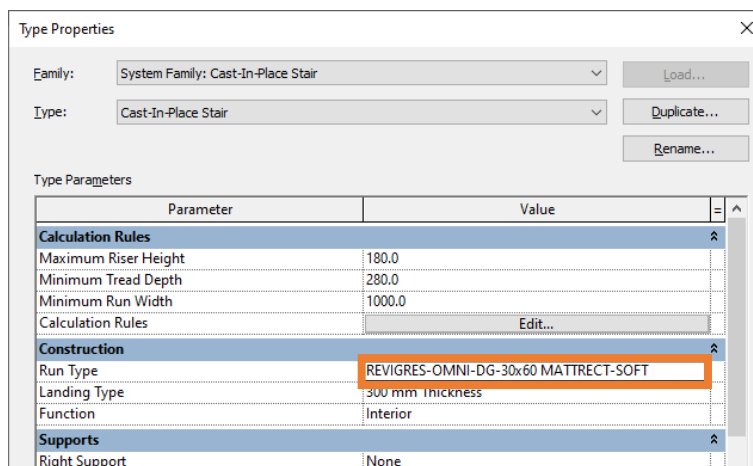 Type Properties
Family: System Family: Cast-In-Place Stair Load...
Type: Cast-In-Place Stair Duplicate...
Rename...
Type Parameters
Parameter Value =
Calculation Rules
Maximum Riser Height 180.0
Minimum Tread Depth 280.0
Minimum Run Width 1000.0
Calculation Rules Edit...
Construction
Run Type REVIGRES-OMNI-DG-30x60 MATTRECT-SOFT
Landing Type 300 mm Thickness
Function Interior
Supports
Right Support None